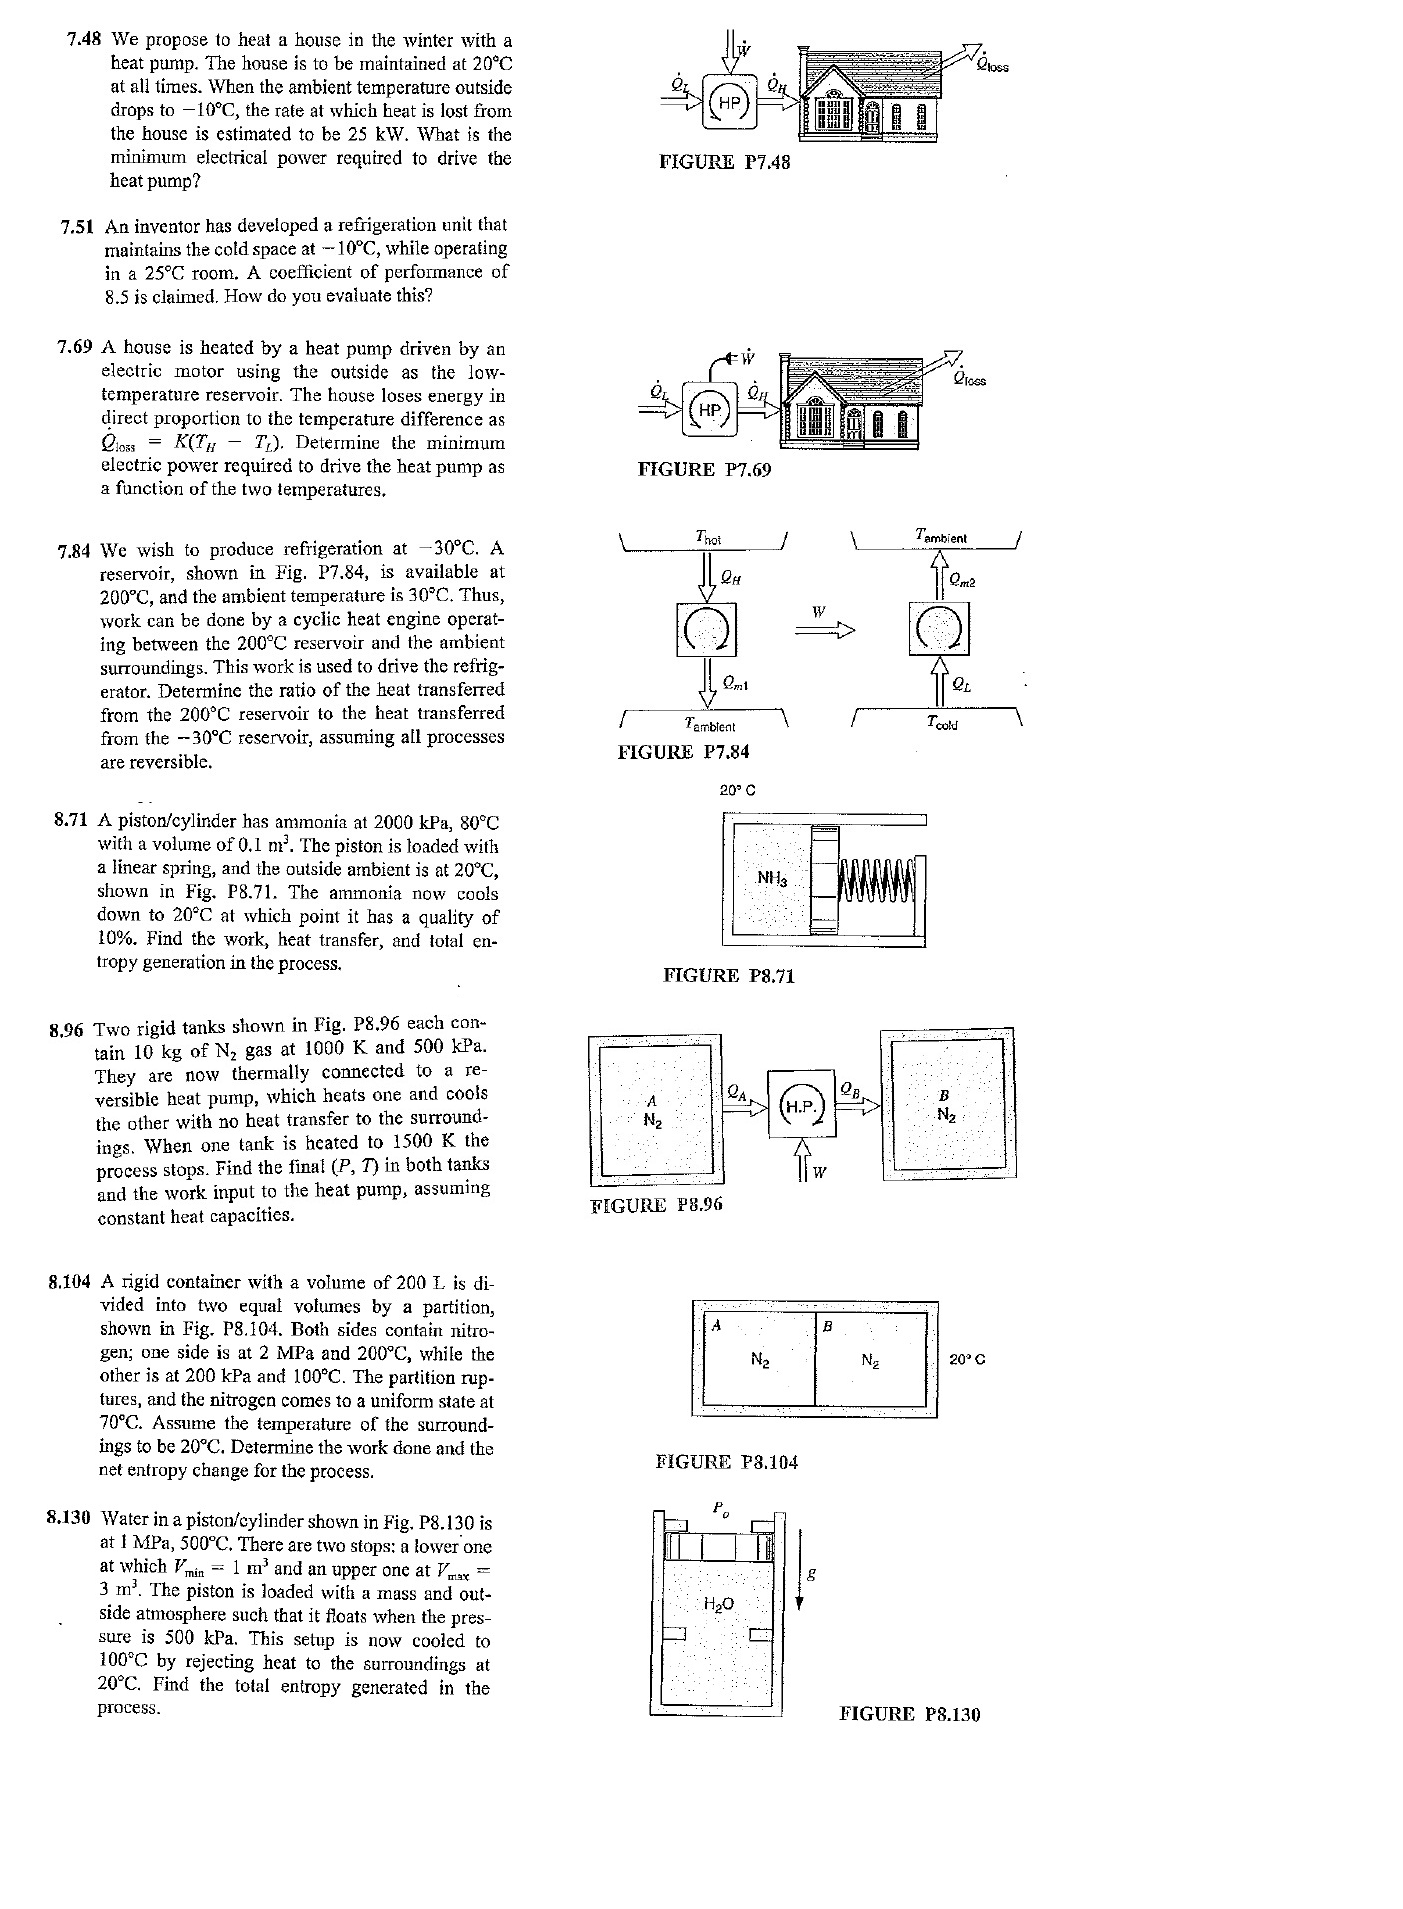 7.48 We propose to heat a house in the winter with a
heat pump. The house is to be maintained at 20°C
at all times. When the ambient temperature outside
drops to −10°C, the rate at which heat is lost from
the house is estimated to be 25 kW. What is the
minimum electrical power required to drive the
heat pump?
Ẇ
Q̇L
HP
Q̇H
Q̇loss
FIGURE P7.48
7.51 An inventor has developed a refrigeration unit that
maintains the cold space at −10°C, while operating
in a 25°C room. A coefficient of performance of
8.5 is claimed. How do you evaluate this?
7.69 A house is heated by a heat pump driven by an
electric motor using the outside as the low-
temperature reservoir. The house loses energy in
direct proportion to the temperature difference as
Q̇loss = K(TH − TL). Determine the minimum
electric power required to drive the heat pump as
a function of the two temperatures.
Ẇ
Q̇L
HP
Q̇H
Q̇loss
FIGURE P7.69
7.84 We wish to produce refrigeration at −30°C. A
reservoir, shown in Fig. P7.84, is available at
200°C, and the ambient temperature is 30°C. Thus,
work can be done by a cyclic heat engine operat-
ing between the 200°C reservoir and the ambient
surroundings. This work is used to drive the refrig-
erator. Determine the ratio of the heat transferred
from the 200°C reservoir to the heat transferred
from the −30°C reservoir, assuming all processes
are reversible.
Thot
Tambient
QH
Qm2
W
Qm1
QL
Tambient
Tcold
FIGURE P7.84
8.71 A piston/cylinder has ammonia at 2000 kPa, 80°C
with a volume of 0.1 m³. The piston is loaded with
a linear spring, and the outside ambient is at 20°C,
shown in Fig. P8.71. The ammonia now cools
down to 20°C at which point it has a quality of
10%. Find the work, heat transfer, and total en-
tropy generation in the process.
20° C
NH3
FIGURE P8.71
8.96 Two rigid tanks shown in Fig. P8.96 each con-
tain 10 kg of N2 gas at 1000 K and 500 kPa.
They are now thermally connected to a re-
versible heat pump, which heats one and cools
the other with no heat transfer to the surround-
ings. When one tank is heated to 1500 K the
process stops. Find the final (P, T) in both tanks
and the work input to the heat pump, assuming
constant heat capacities.
A
N2
QA
H.P.
QB
B
N2
W
FIGURE P8.96
8.104 A rigid container with a volume of 200 L is di-
vided into two equal volumes by a partition,
shown in Fig. P8.104. Both sides contain nitro-
gen; one side is at 2 MPa and 200°C, while the
other is at 200 kPa and 100°C. The partition rup-
tures, and the nitrogen comes to a uniform state at
70°C. Assume the temperature of the surround-
ings to be 20°C. Determine the work done and the
net entropy change for the process.
A
B
N2
N2
20° C
FIGURE P8.104
8.130 Water in a piston/cylinder shown in Fig. P8.130 is
at 1 MPa, 500°C. There are two stops: a lower one
at which Vmin = 1 m³ and an upper one at Vmax =
3 m³. The piston is loaded with a mass and out-
side atmosphere such that it floats when the pres-
sure is 500 kPa. This setup is now cooled to
100°C by rejecting heat to the surroundings at
20°C. Find the total entropy generated in the
process.
Po
g
H2O
FIGURE P8.130